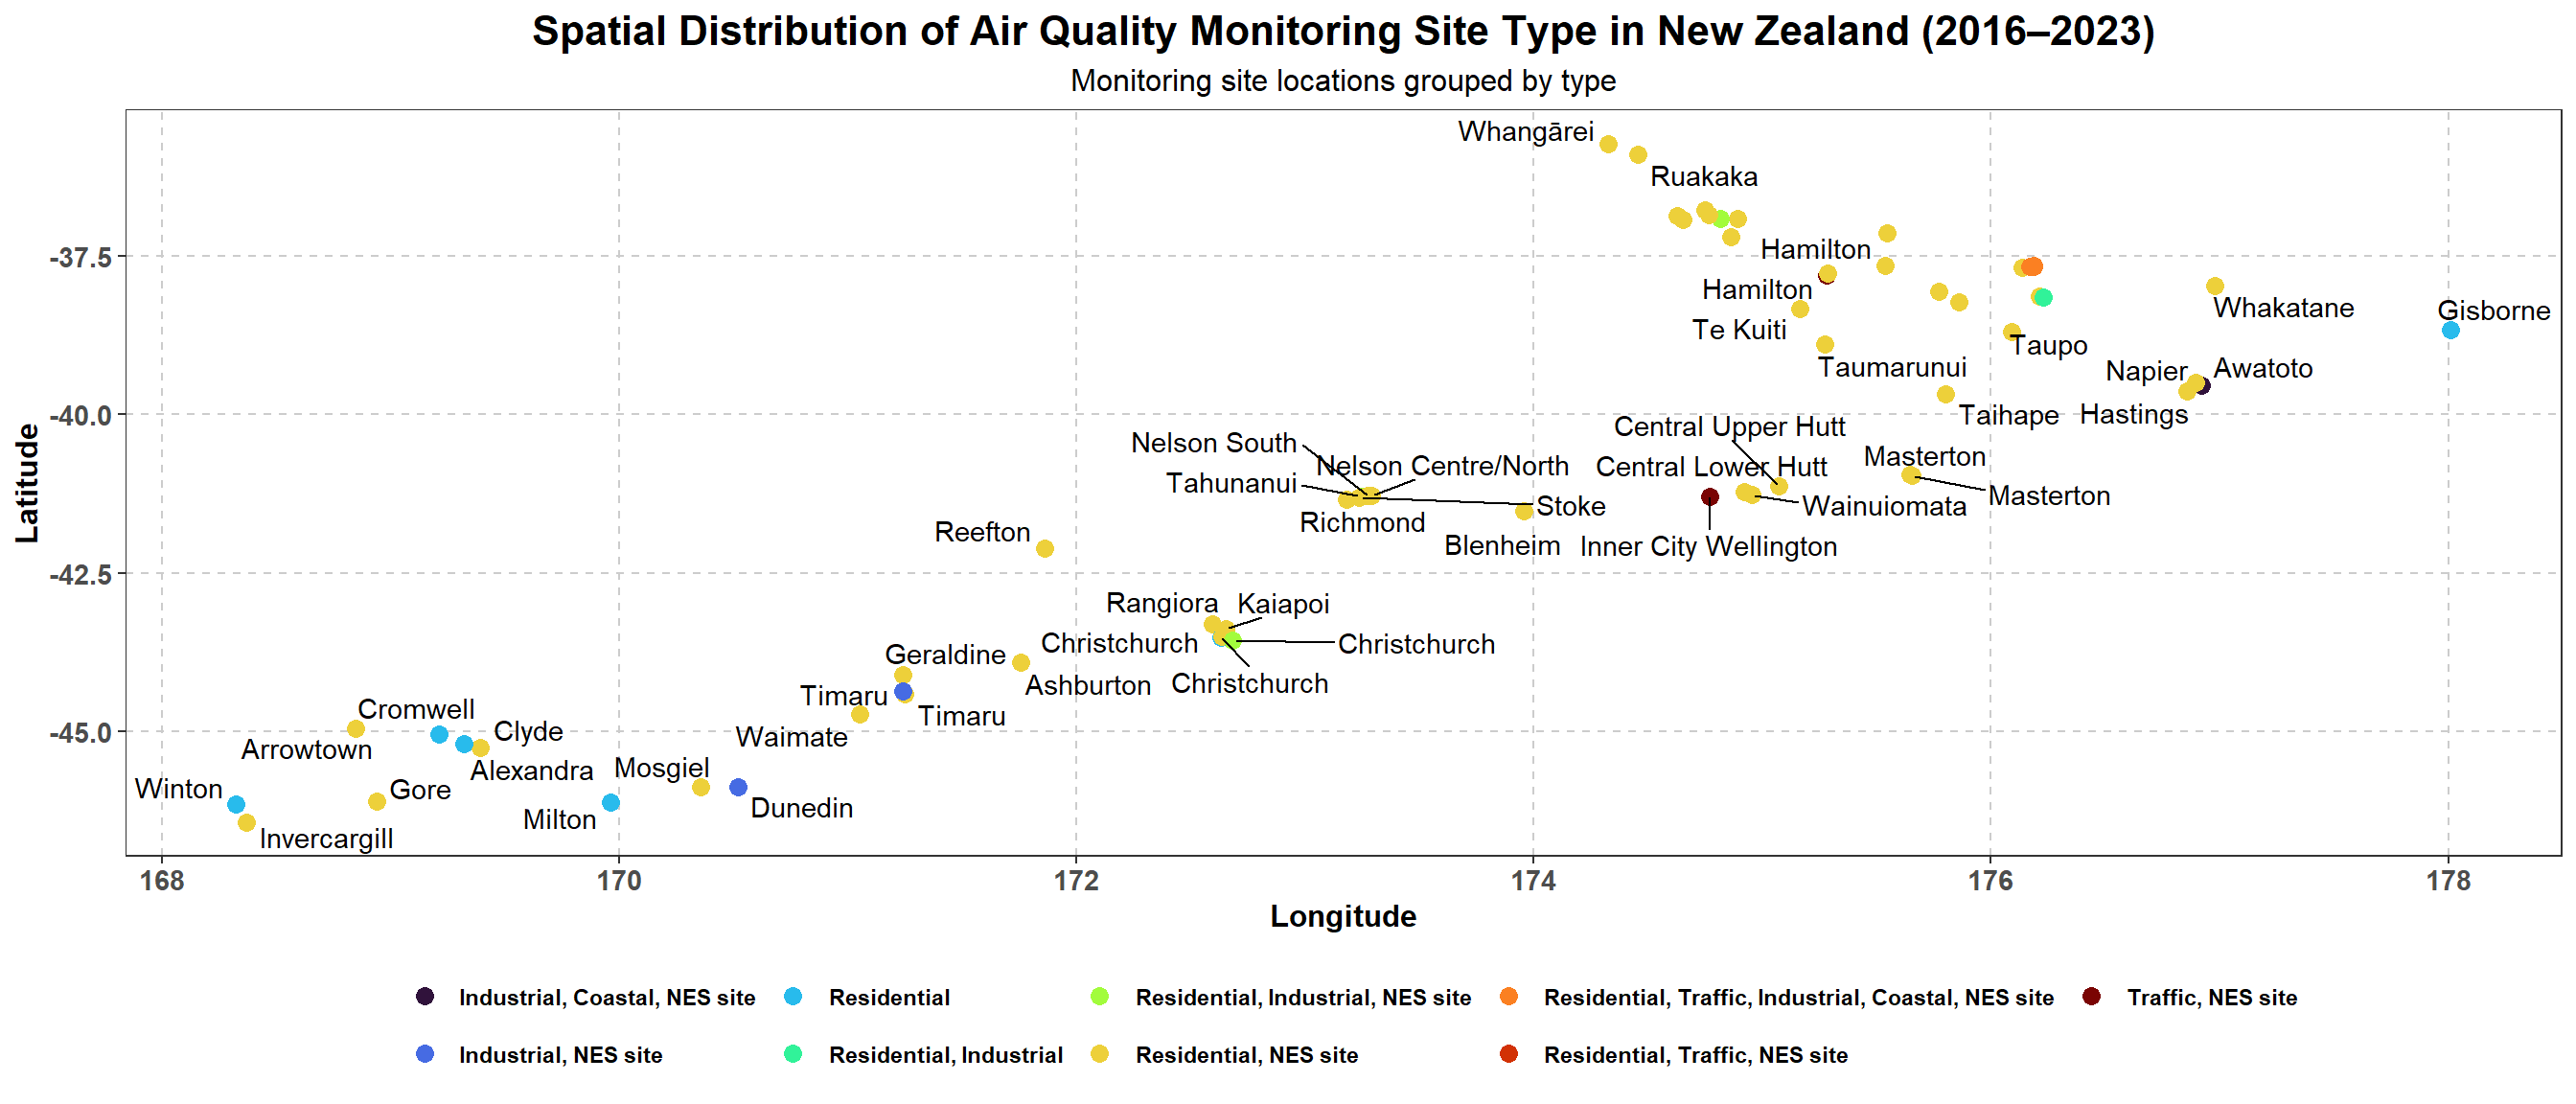 Spatial Distribution of Air Quality Monitoring Site Type in New Zealand (2016–2023)
Monitoring site locations grouped by type
Whangārei
Ruakaka
-37.5
Hamilton
Hamilton
Te Kuiti
Whakatane
Gisborne
Taupo
Taumarunui
Napier
Awatoto
-40.0
Taihape
Hastings
Central Upper Hutt
Nelson South
Nelson Centre/North
Central Lower Hutt
Masterton
Tahunanui
Masterton
Stoke
Wainuiomata
Richmond
Reefton
Blenheim
Inner City Wellington
Latitude
-42.5
Rangiora
Kaiapoi
Christchurch
Christchurch
Geraldine
Ashburton
Christchurch
Timaru
Timaru
Cromwell
-45.0
Clyde
Waimate
Arrowtown
Alexandra
Mosgiel
Winton
Gore
Dunedin
Milton
Invercargill
168
170
172
174
176
178
Longitude
Industrial, Coastal, NES site
Residential
Residential, Industrial, NES site
Residential, Traffic, Industrial, Coastal, NES site
Traffic, NES site
Industrial, NES site
Residential, Industrial
Residential, NES site
Residential, Traffic, NES site